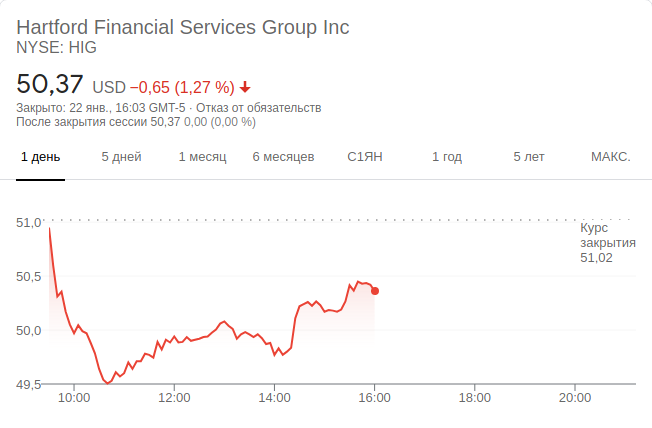 Hartford Financial Services Group Inc
NYSE: HIG
50,37 USD −0,65 (1,27 %)
Закрыто: 22 янв., 16:03 GMT-5 · Отказ от обязательств
После закрытия сессии 50,37 0,00 (0,00 %)
1 день 5 дней 1 месяц 6 месяцев С1ЯН 1 год 5 лет МАКС.
51,0
Курс
закрытия
51,02
50,5
50,0
49,5
10:00 12:00 14:00 16:00 18:00 20:00